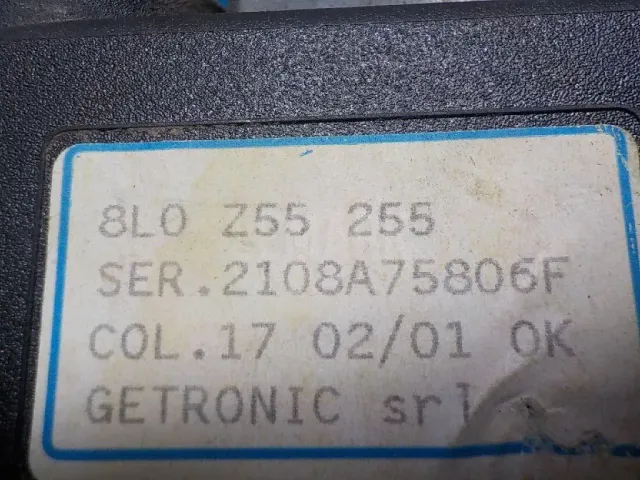 8L0 Z55 255
SER.2108A75806F
COL.17 02/01 OK
GETRONIC srl